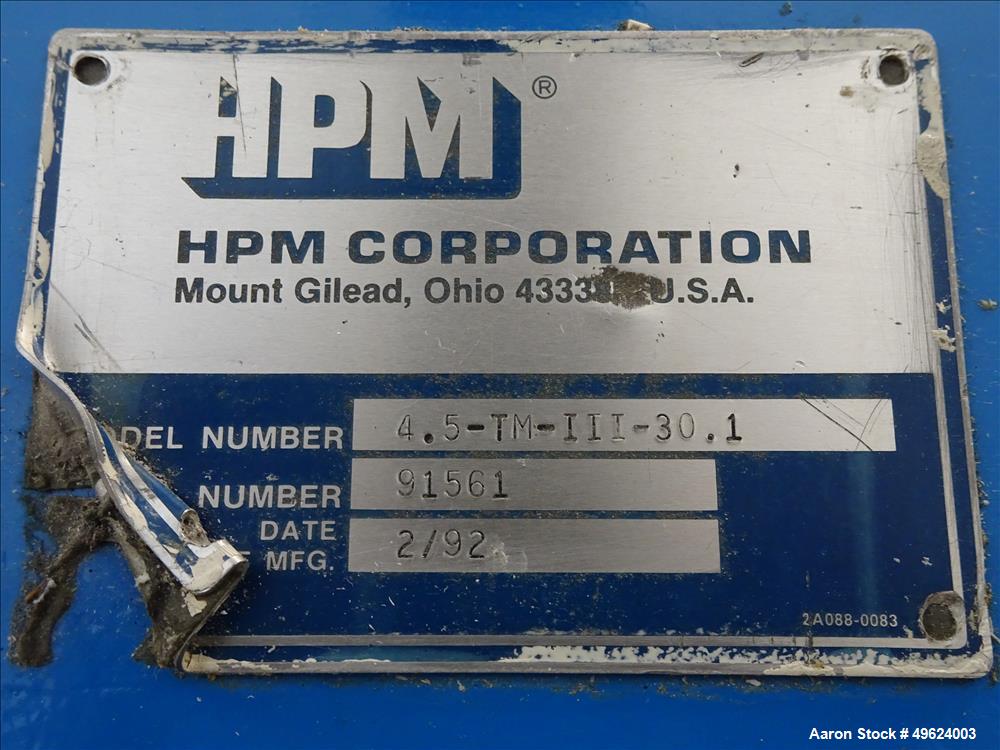 HPM®
HPM CORPORATION
Mount Gilead, Ohio U.S.A.
DEL NUMBER 4.5-TM-III-30.1
NUMBER 91561
DATE
MFG. 2/92
2A088-0083
Aaron Stock # 49624003